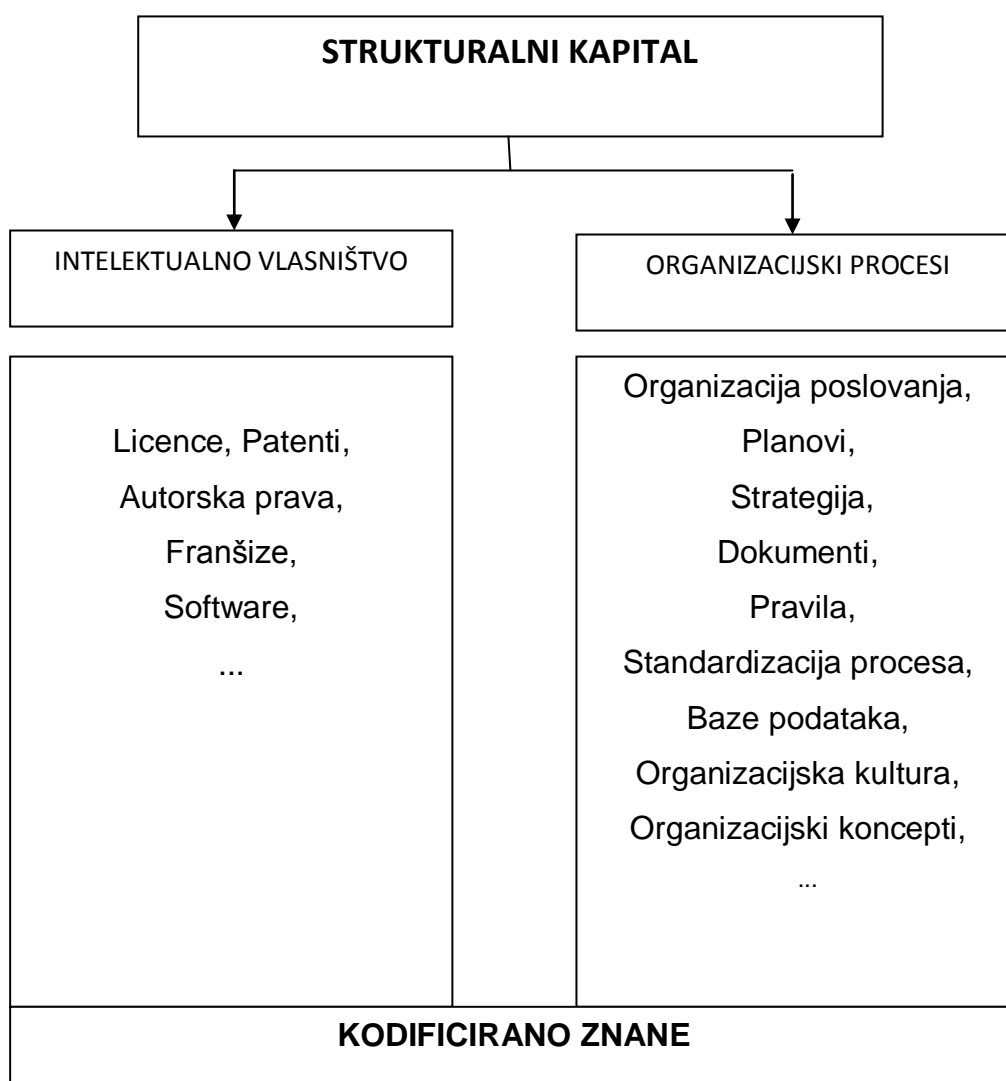 STRUKTURALNI KAPITAL
INTELEKTUALNO VLASNIŠTVO
Licence, Patenti,
Autorska prava,
Franšize,
Software,
...
ORGANIZACIJSKI PROCESI
Organizacija poslovanja,
Planovi,
Strategija,
Dokumenti,
Pravila,
Standardizacija procesa,
Baze podataka,
Organizacijska kultura,
Organizacijski koncepti,
...
KODIFICIRANO ZNANE